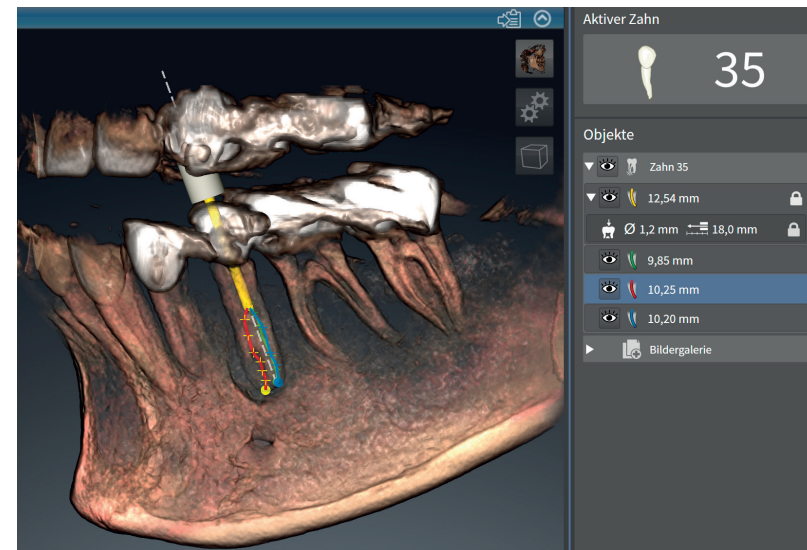 Aktiver Zahn
35
Objekte
Zahn 35
12,54 mm
Ø 1,2 mm 18,0 mm
9,85 mm
10,25 mm
10,20 mm
Bildergalerie